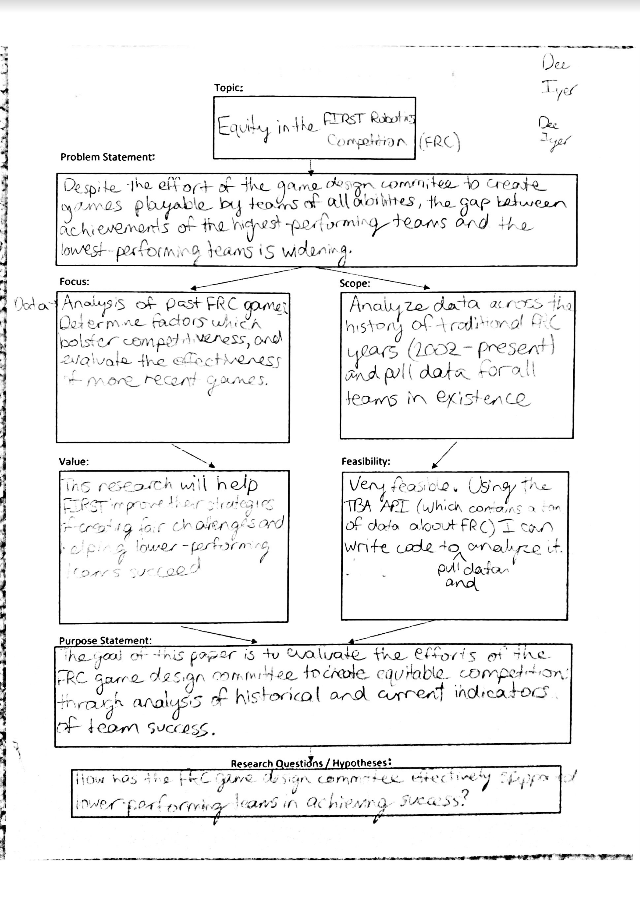 Dee
Iyer
Dee
Iyer
Topic:
Equity in the FIRST Robotics
Competition (FRC)
Problem Statement:
Despite the effort of the game design committee to create
games playable by teams of all abilities, the gap between
achievements of the highest-performing teams and the
lowest-performing teams is widening.
Focus:
Data Analysis of past FRC games
Determine factors which
bolster competitiveness, and
evaluate the effectiveness
of more recent games.
Scope:
Analyze data across the
history of traditional FRC
years (2002-present)
and pull data for all
teams in existence
Value:
This research will help
FIRST improve their strategies
of creating fair challenges and
helping lower-performing
teams succeed
Feasibility:
Very feasible. Using the
TBA API (which contains a ton
of data about FRC) I can
write code to analyze it.
pull data
and
Purpose Statement:
The goal of this paper is to evaluate the efforts of the
FRC game design committee to create equitable competition
through analysis of historical and current indicators
of team success.
Research Questions / Hypotheses:
How has the FRC game design committee effectively supported
lower-performing teams in achieving success?